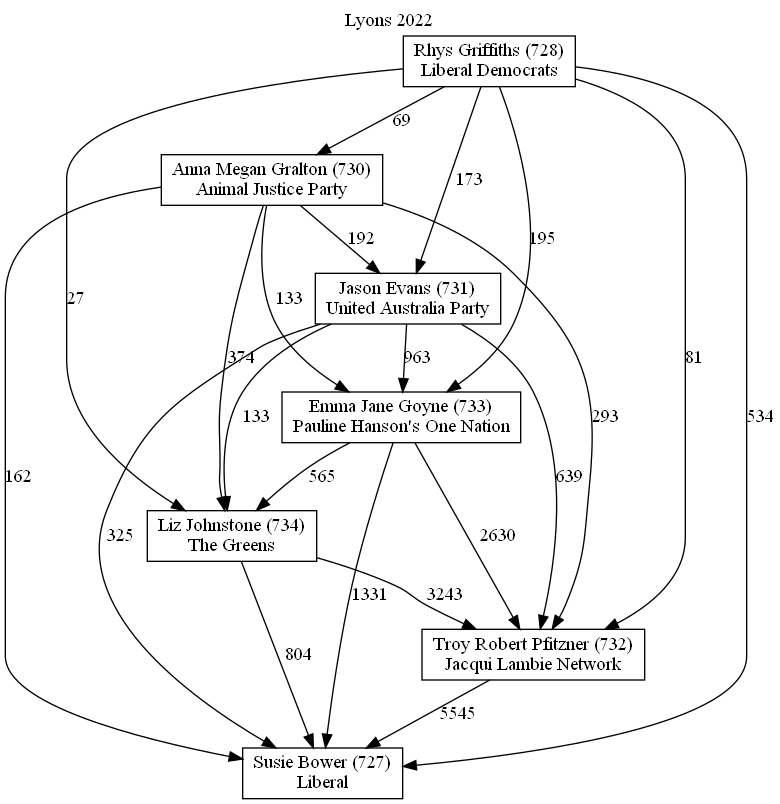 Lyons 2022
Rhys Griffiths (728)
Liberal Democrats
69
Anna Megan Gralton (730)
Animal Justice Party
173
192
195
Jason Evans (731)
United Australia Party
27
133
374
963
81
Emma Jane Goyne (733)
Pauline Hanson's One Nation
133
293
534
162
565
639
Liz Johnstone (734)
The Greens
325
2630
1331
3243
Troy Robert Pfitzner (732)
Jacqui Lambie Network
804
5545
Susie Bower (727)
Liberal